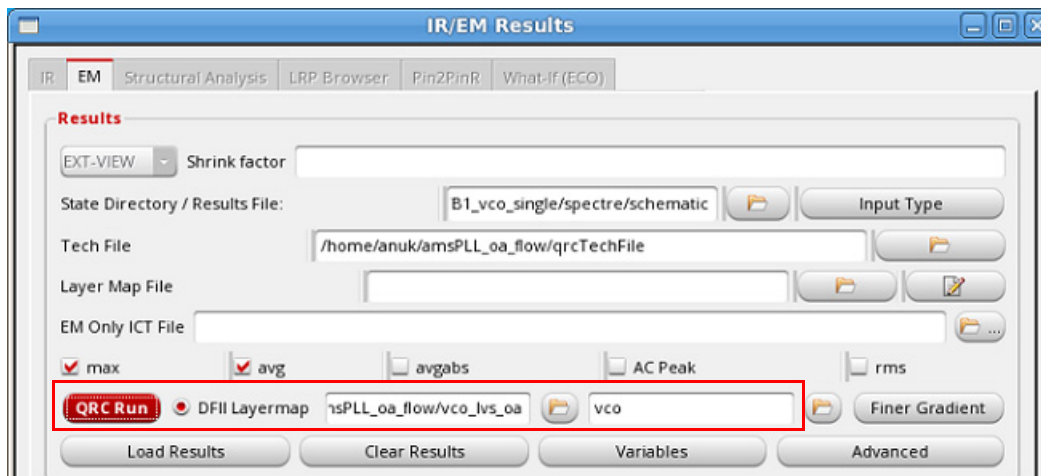 IR/EM Results
IR EM Structural Analysis LRP Browser Pin2PinR What-If (ECO)
Results
EXT-VIEW Shrink factor
State Directory / Results File: B1_vco_single/spectre/schematic Input Type
Tech File /home/anuk/amsPLL_oa_flow/qrcTechFile
Layer Map File
EM Only ICT File ...
max avg avgabs AC Peak rms
QRC Run DFII Layermap nsPLL_oa_flow/vco_lvs_oa vco Finer Gradient
Load Results Clear Results Variables Advanced